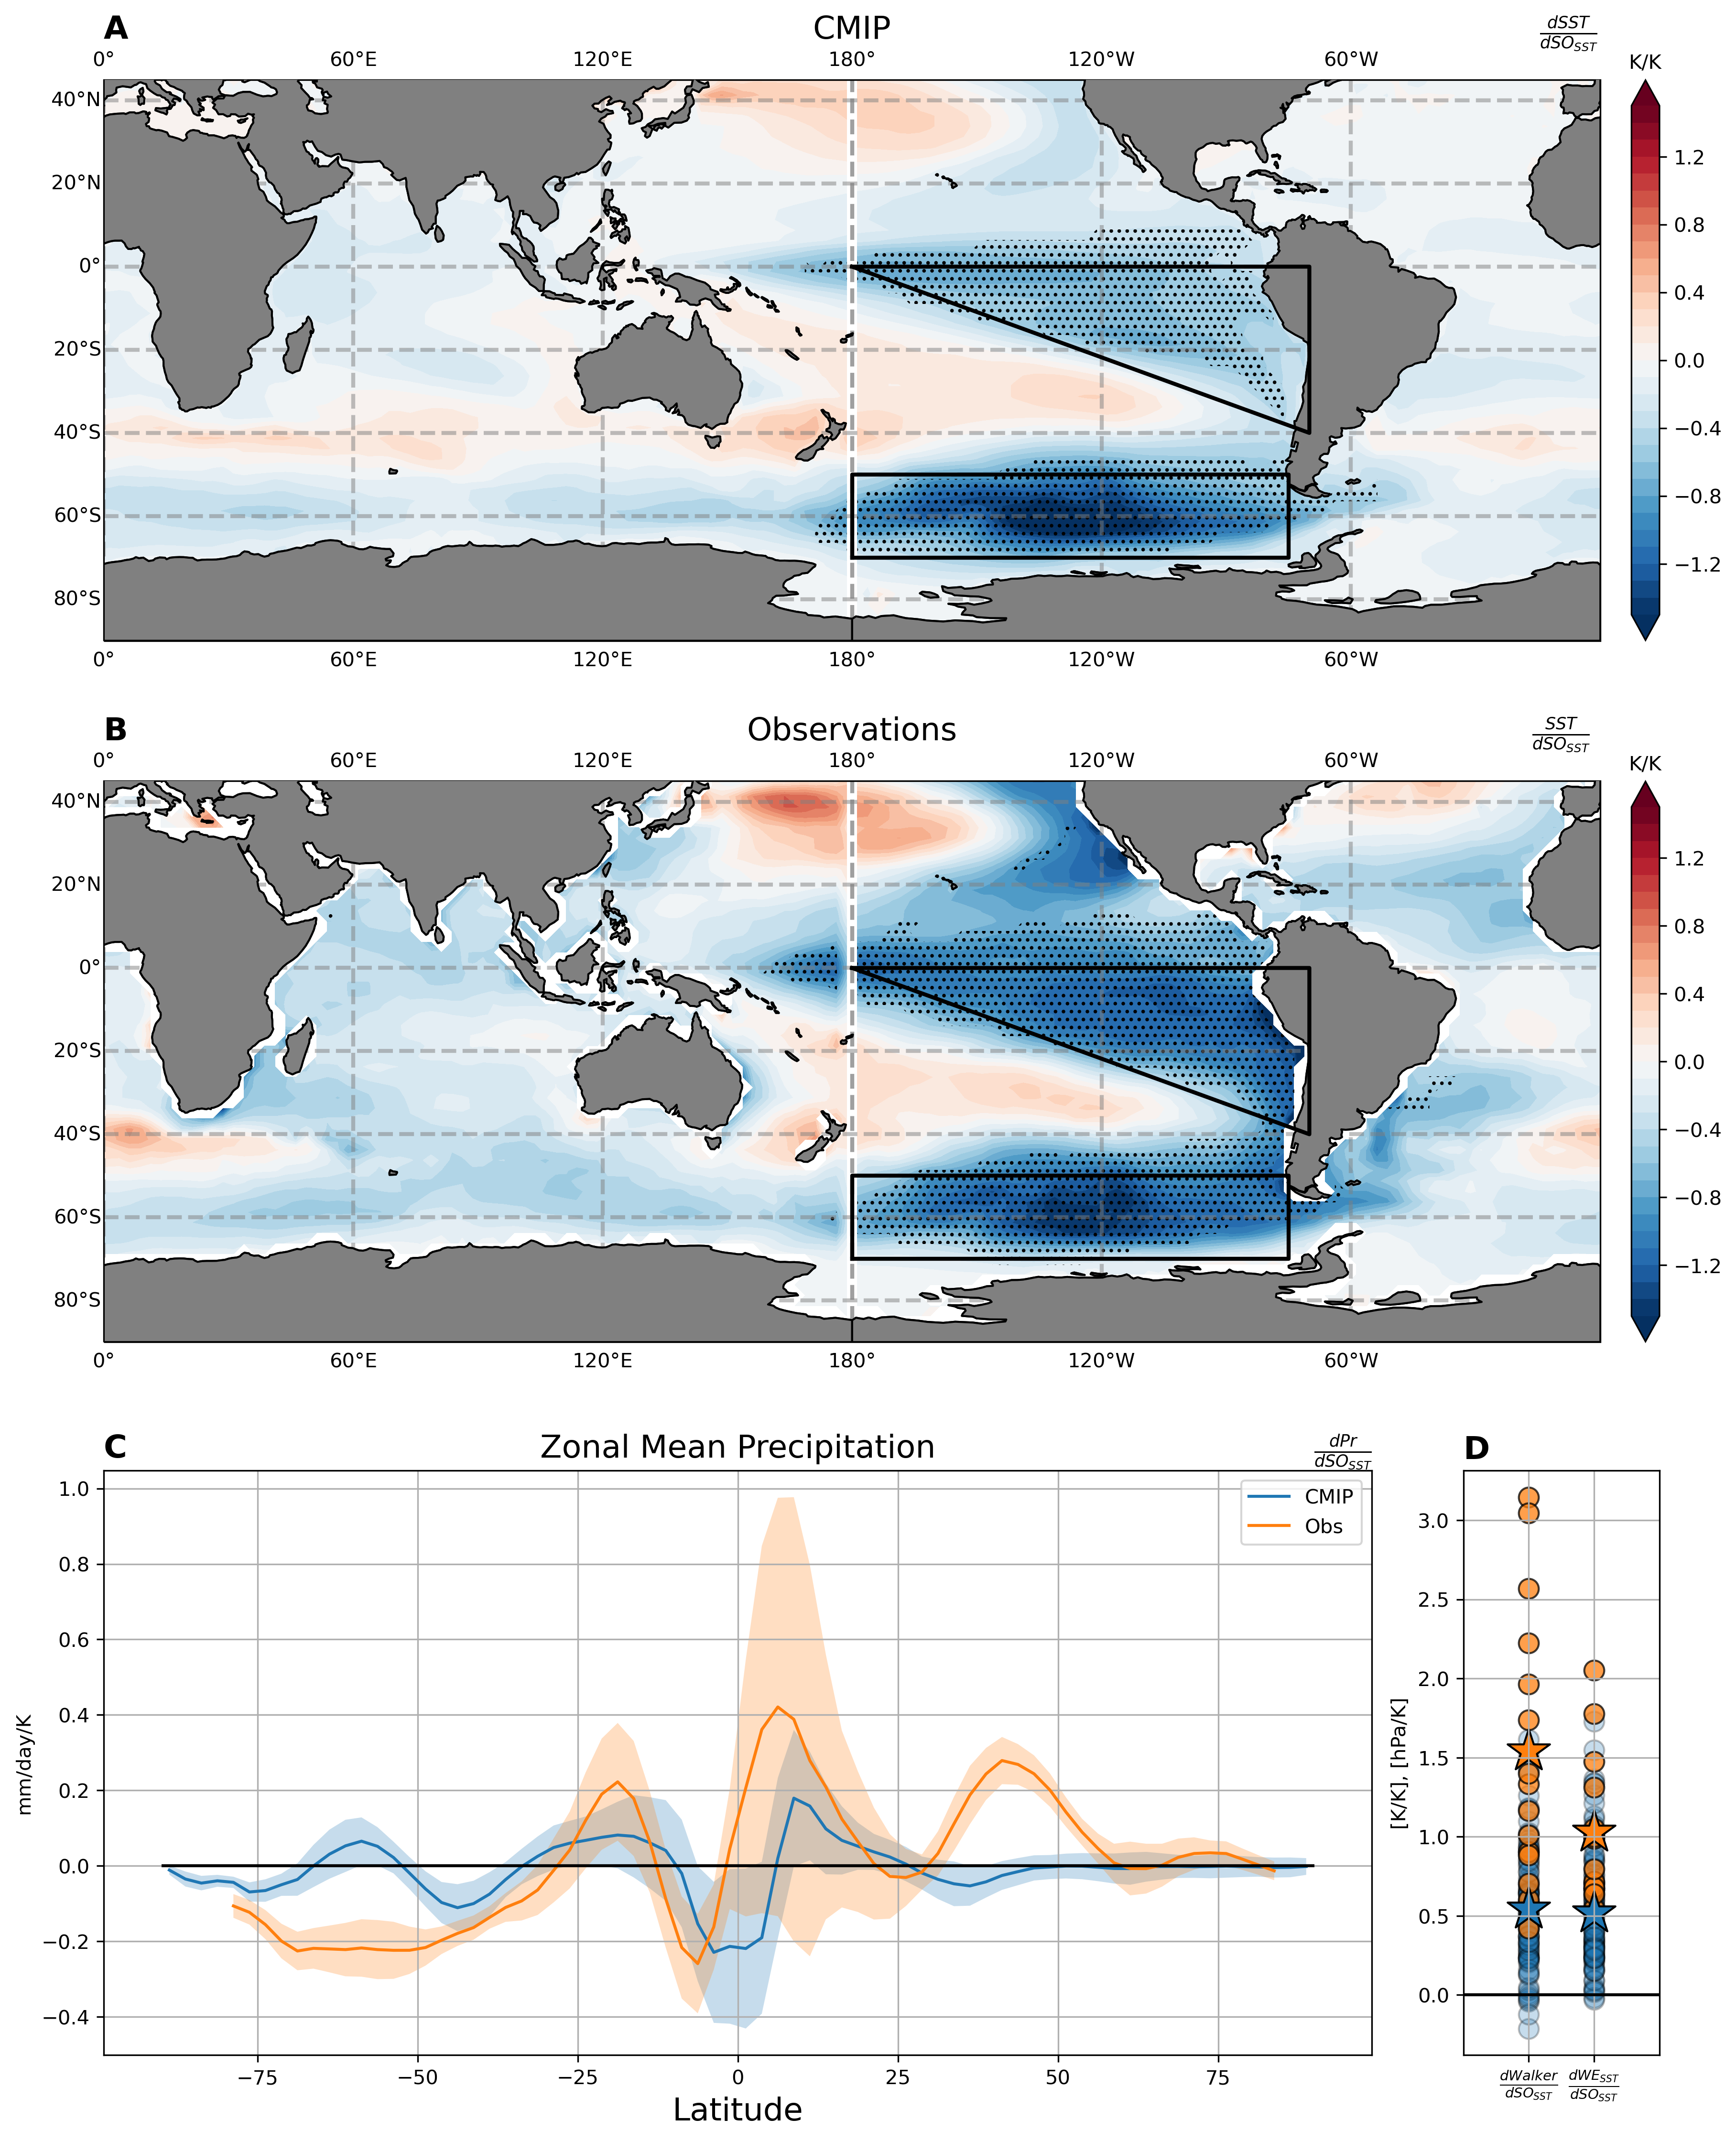 A CMIP dSST
dSO_SST
0° 60°E 120°E 180° 120°W 60°W K/K
40°N
20°N
0°
20°S
40°S
60°S
80°S
1.2
0.8
0.4
0.0
−0.4
−0.8
−1.2
0° 60°E 120°E 180° 120°W 60°W
B Observations SST
dSO_SST
0° 60°E 120°E 180° 120°W 60°W K/K
40°N
20°N
0°
20°S
40°S
60°S
80°S
1.2
0.8
0.4
0.0
−0.4
−0.8
−1.2
0° 60°E 120°E 180° 120°W 60°W
C Zonal Mean Precipitation dPr
dSO_SST
CMIP
Obs
1.0
0.8
0.6
0.4
0.2
0.0
−0.2
−0.4
mm/day/K
−75 −50 −25 0 25 50 75
Latitude
D
3.0
2.5
2.0
1.5
1.0
0.5
0.0
[K/K], [hPa/K]
dWalker dWE_SST
dSO_SST dSO_SST